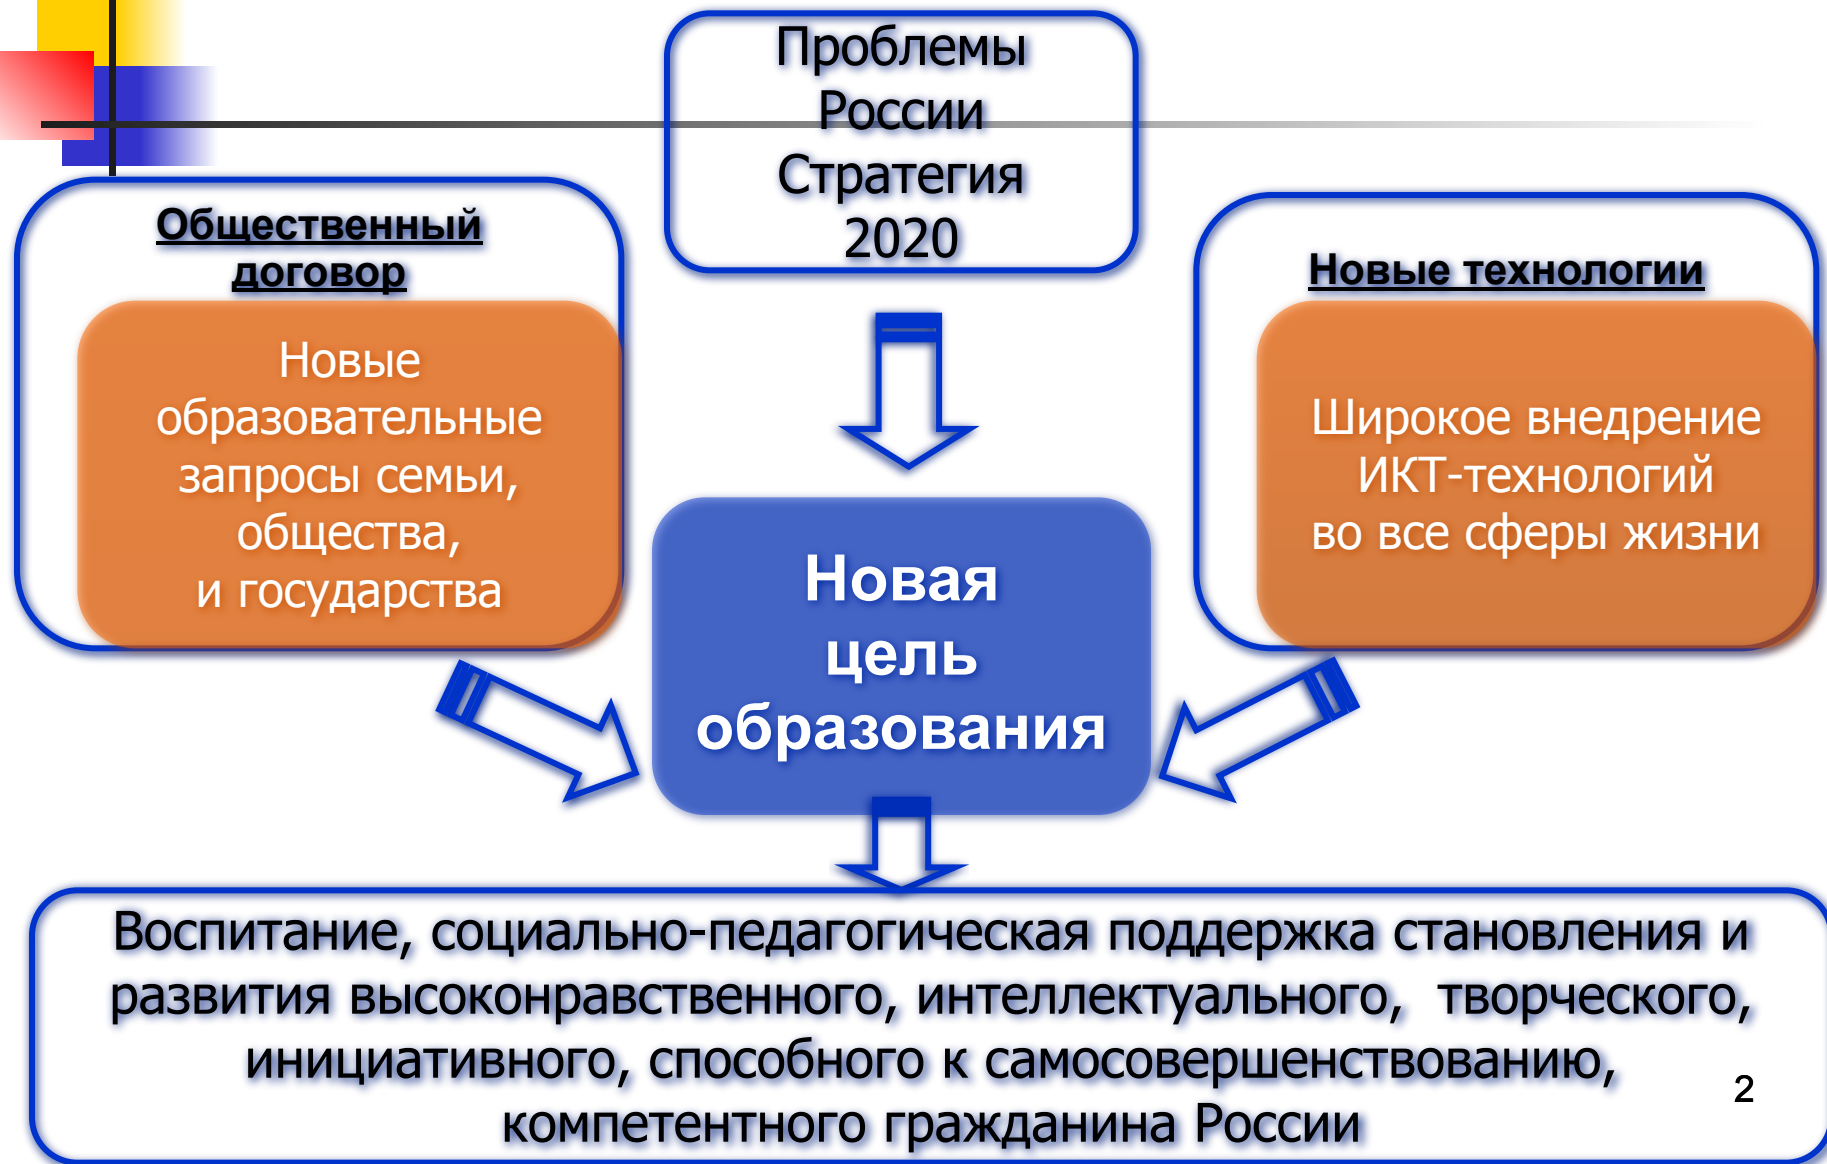 Проблемы
России
Стратегия
2020
Общественный
договор
Новые
образовательные
запросы семьи,
общества,
и государства
Новые технологии
Широкое внедрение
ИКТ-технологий
во все сферы жизни
Новая
цель
образования
Воспитание, социально-педагогическая поддержка становления и
развития высоконравственного, интеллектуального, творческого,
инициативного, способного к самосовершенствованию,
компетентного гражданина России
2